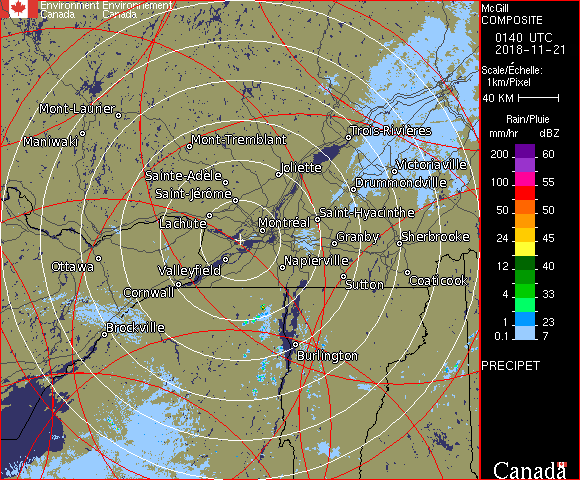 Environment Environnement
Canada Canada
McGill
COMPOSITE
0140 UTC
2018-11-21
Scale/Échelle:
1km/Pixel
40 KM
Rain/Pluie
mm/hr dBZ
200 60
100 55
50 50
24 45
12 40
4 33
1 23
0.1 7
PRECIPET
Canada
Mont-Laurier
Maniwaki
Mont-Tremblant
Trois-Rivières
Sainte-Adèle
Joliette
Victoriaville
Saint-Jérôme
Drummondville
Lachute
Montréal
Saint-Hyacinthe
Granby
Sherbrooke
Ottawa
Valleyfield
Napierville
Cornwall
Sutton
Coaticook
Brockville
Burlington